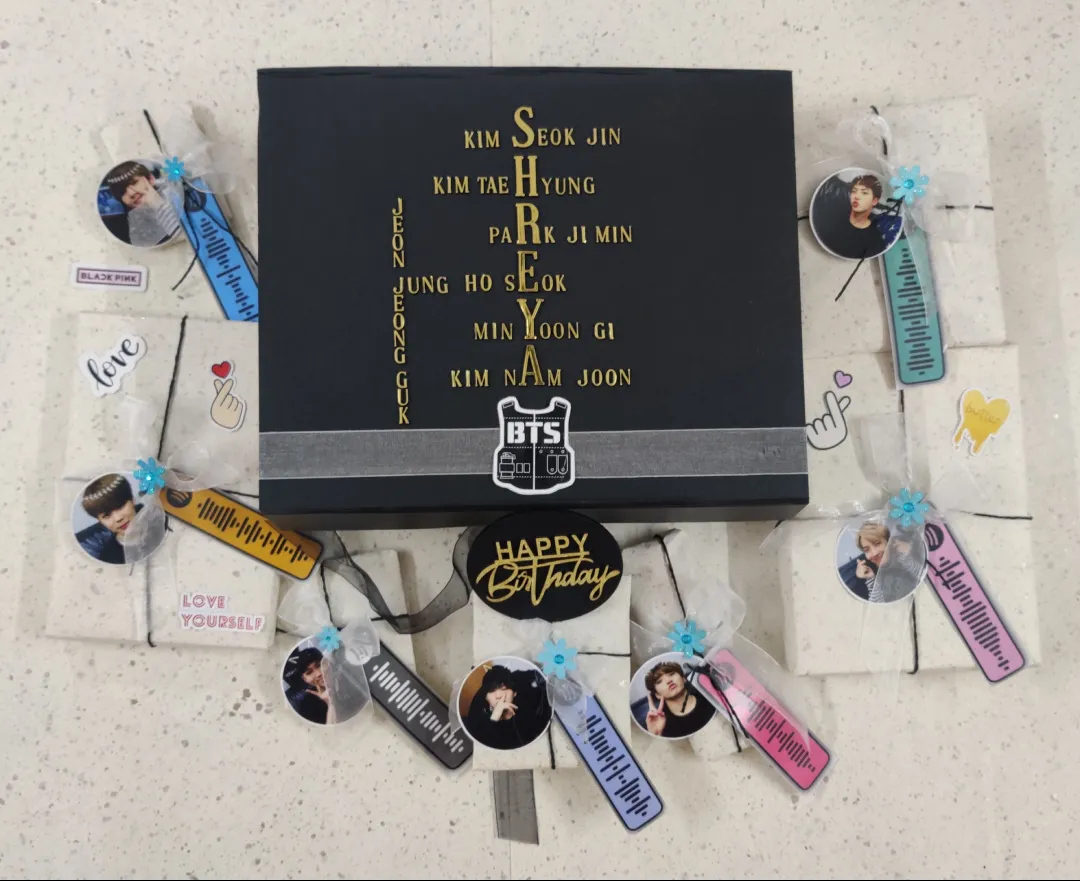 KIM SEOK JIN
KIM TAE HYUNG
PARK JI MIN
JUNG HO SEOK
MIN YOON GI
KIM NAM JOON
JEON JEONG GUK
BTS
HAPPY
Birthday
BLACKPINK
love
LOVE
YOURSELF
butter